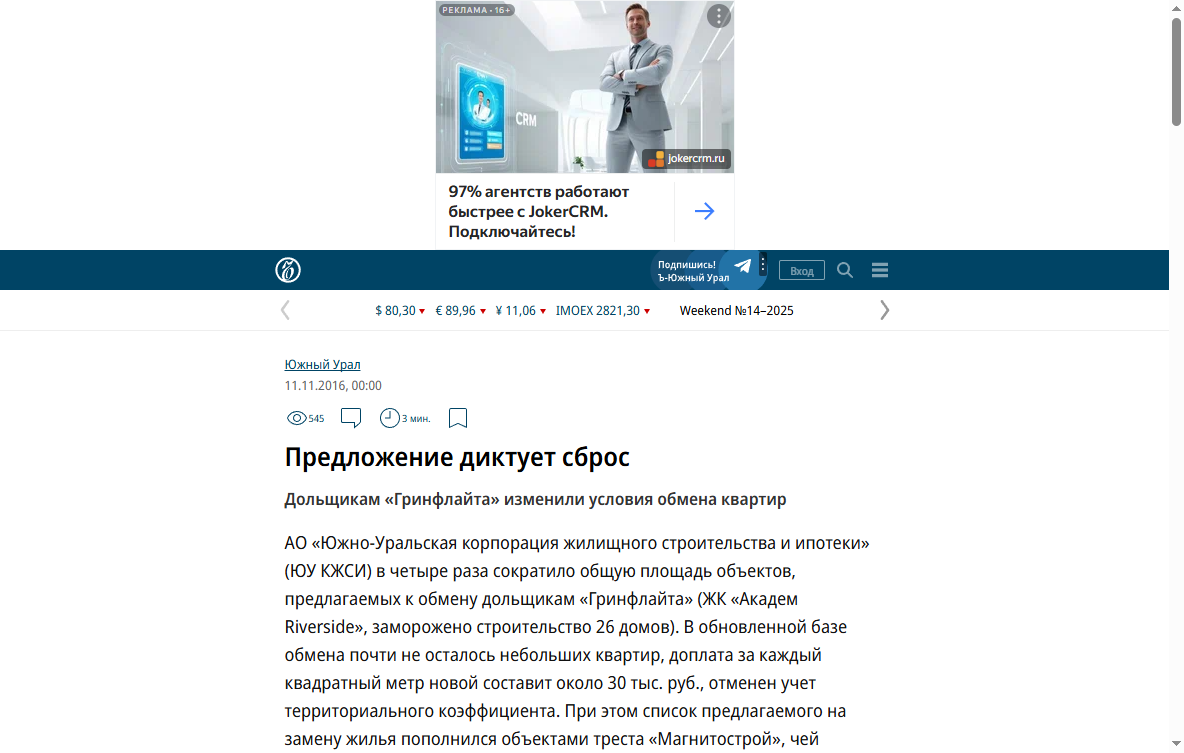 РЕКЛАМА • 16+
CRM
jokercrm.ru
97% агентств работают
быстрее с JokerCRM.
Подключайтесь!
Подпишись!
Ъ-Южный Урал
Вход
$ 80,30 € 89,96 ¥ 11,06 IMOEX 2821,30 Weekend №14–2025
Южный Урал
11.11.2016, 00:00
545 3 мин.
Предложение диктует сброс
Дольщикам «Гринфлайта» изменили условия обмена квартир
АО «Южно-Уральская корпорация жилищного строительства и ипотеки»
(ЮУ КЖСИ) в четыре раза сократило общую площадь объектов,
предлагаемых к обмену дольщикам «Гринфлайта» (ЖК «Академ
Riverside», заморожено строительство 26 домов). В обновленной базе
обмена почти не осталось небольших квартир, доплата за каждый
квадратный метр новой составит около 30 тыс. руб., отменен учет
территориального коэффициента. При этом список предлагаемого на
замену жилья пополнился объектами треста «Магнитострой», чей